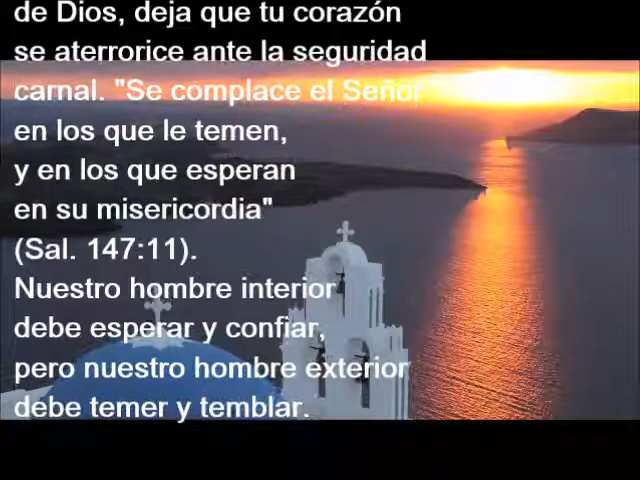 de Dios, deja que tu corazón
se aterrorice ante la seguridad
carnal. "Se complace el Señor
en los que le temen,
y en los que esperan
en su misericordia"
(Sal. 147:11).
Nuestro hombre interior
debe esperar y confiar,
pero nuestro hombre exterior
debe temer y temblar.